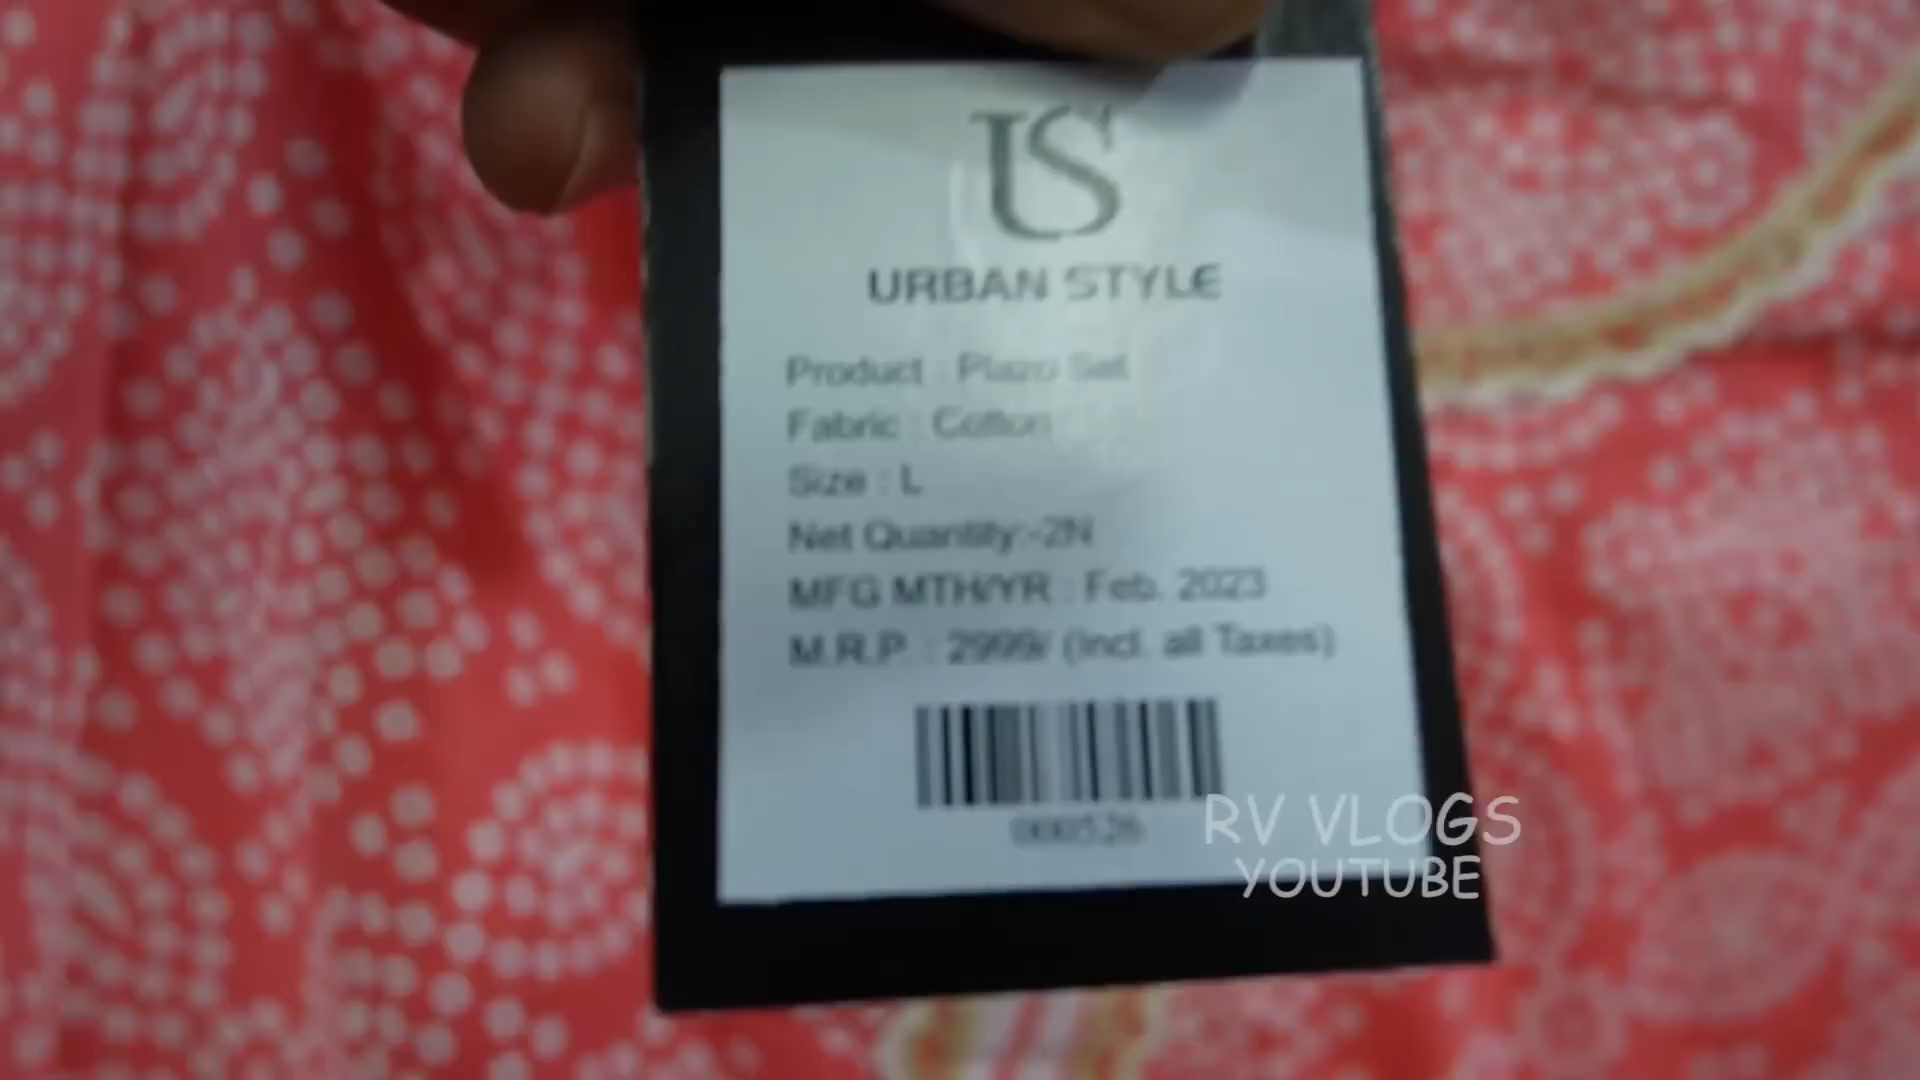 US
URBAN STYLE
Product : Plazo Set
Fabric : Cotton
Size : L
Net Quantity:-2N
MFG MTH/YR : Feb. 2023
M.R.P. : 2999/ (incl. all Taxes)
000526
RV VLOGS
YOUTUBE